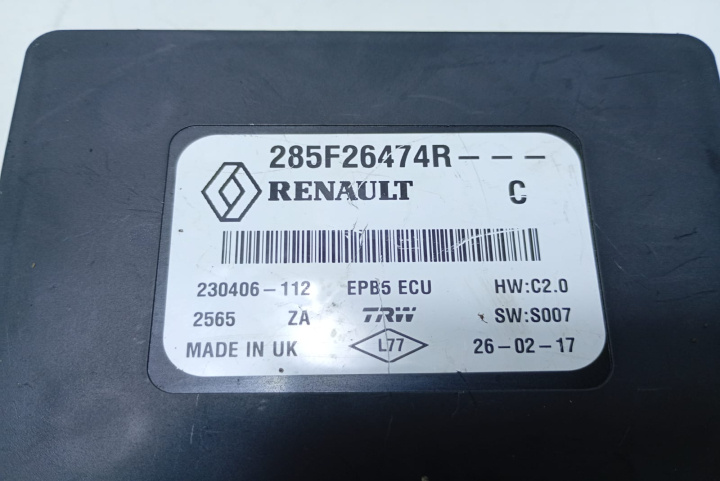 285F26474R---
RENAULT C
230406-112 EPB5 ECU HW:C2.0
2565 ZA TRW SW:S007
MADE IN UK L77 26-02-17